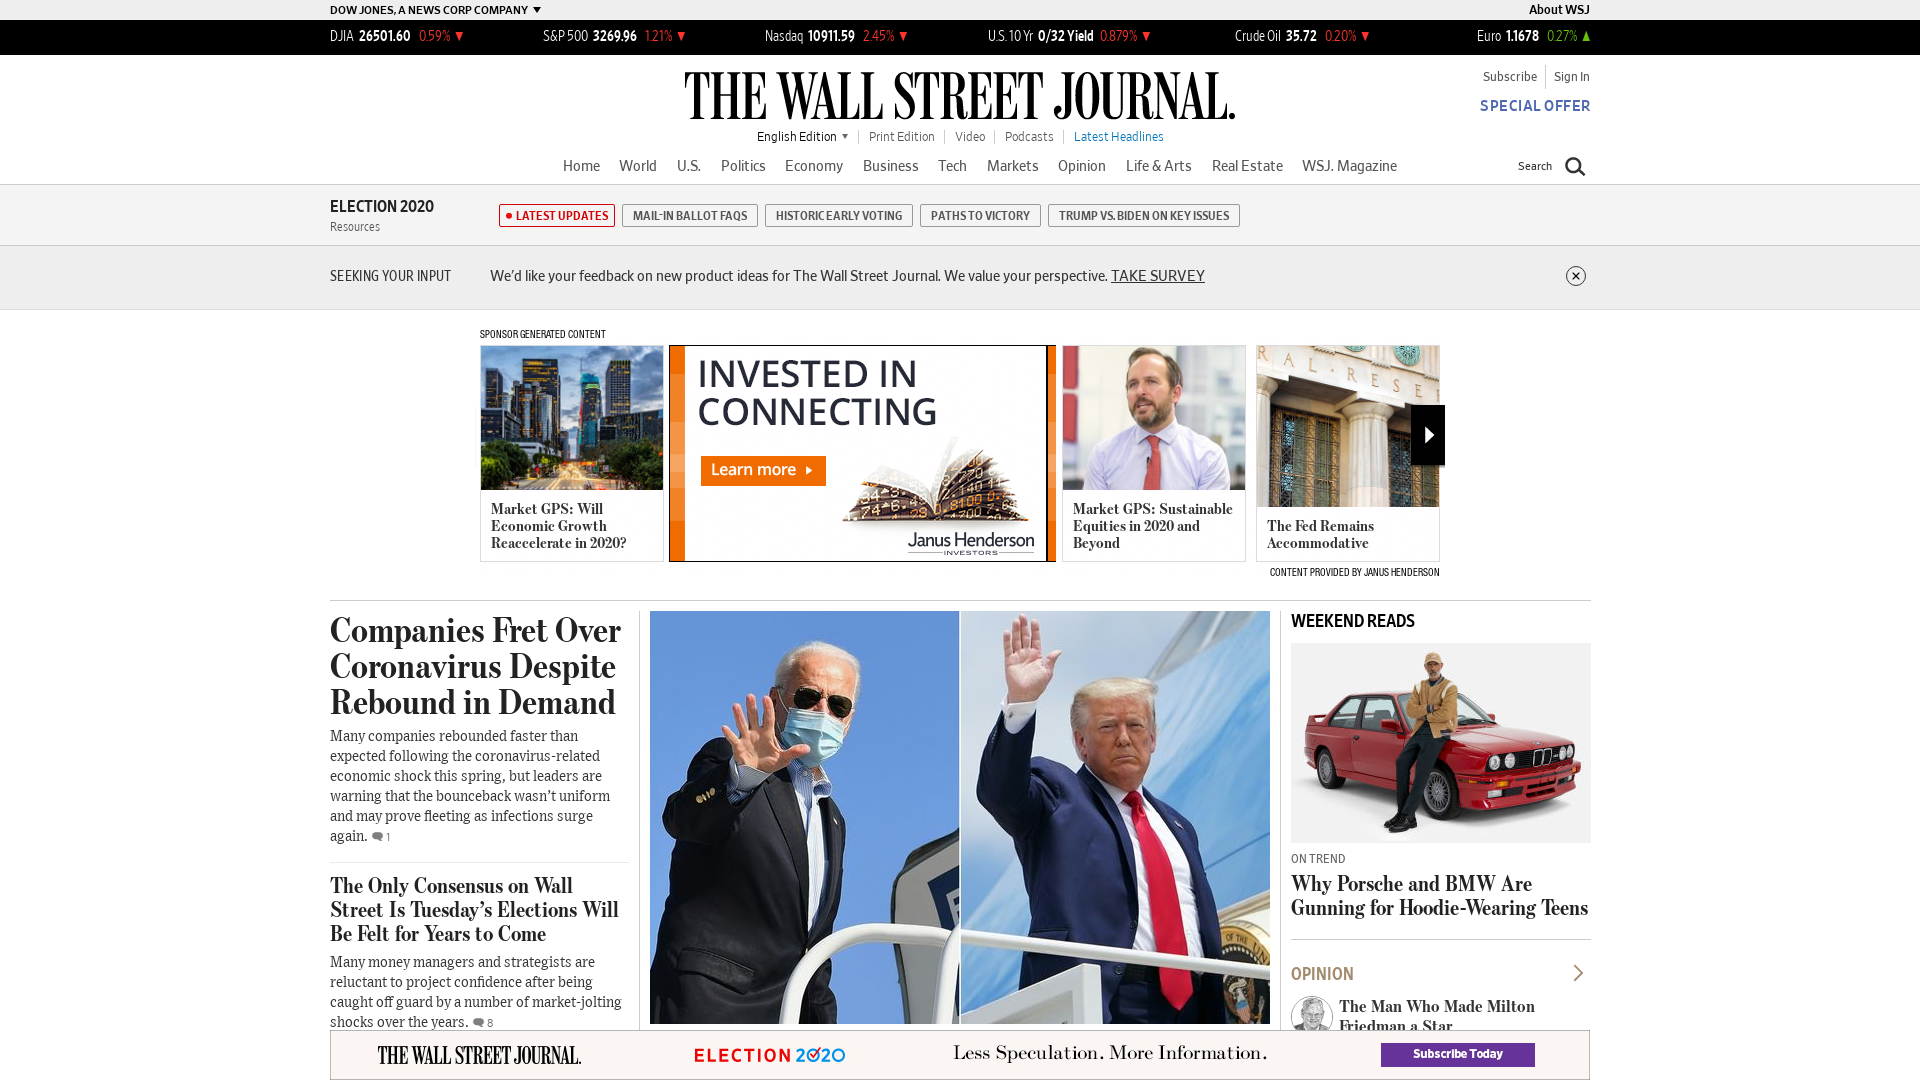 DOW JONES, A NEWS CORP COMPANY
About WSJ
DJIA 26501.60 0.59%
S&P 500 3269.96 1.21%
Nasdaq 10911.59 2.45%
U.S. 10 Yr 0/32 Yield 0.879%
Crude Oil 35.72 0.20%
Euro 1.1678 0.27%
THE WALL STREET JOURNAL.
Subscribe
Sign In
SPECIAL OFFER
English Edition
Print Edition
Video
Podcasts
Latest Headlines
Home
World
U.S.
Politics
Economy
Business
Tech
Markets
Opinion
Life & Arts
Real Estate
WSJ. Magazine
Search
ELECTION 2020
Resources
LATEST UPDATES
MAIL-IN BALLOT FAQS
HISTORIC EARLY VOTING
PATHS TO VICTORY
TRUMP VS. BIDEN ON KEY ISSUES
SEEKING YOUR INPUT
We’d like your feedback on new product ideas for The Wall Street Journal. We value your perspective. TAKE SURVEY
SPONSOR GENERATED CONTENT
Market GPS: Will
Economic Growth
Reaccelerate in 2020?
INVESTED IN
CONNECTING
Learn more
Janus Henderson
INVESTORS
Market GPS: Sustainable
Equities in 2020 and
Beyond
RAL RESE
The Fed Remains
Accommodative
CONTENT PROVIDED BY JANUS HENDERSON
Companies Fret Over
Coronavirus Despite
Rebound in Demand
Many companies rebounded faster than
expected following the coronavirus-related
economic shock this spring, but leaders are
warning that the bounceback wasn’t uniform
and may prove fleeting as infections surge
again. 1
The Only Consensus on Wall
Street Is Tuesday’s Elections Will
Be Felt for Years to Come
Many money managers and strategists are
reluctant to project confidence after being
caught off guard by a number of market-jolting
shocks over the years. 8
WEEKEND READS
ON TREND
Why Porsche and BMW Are
Gunning for Hoodie-Wearing Teens
OPINION
The Man Who Made Milton
Friedman a Star
THE WALL STREET JOURNAL.
ELECTION 2020
Less Speculation. More Information.
Subscribe Today